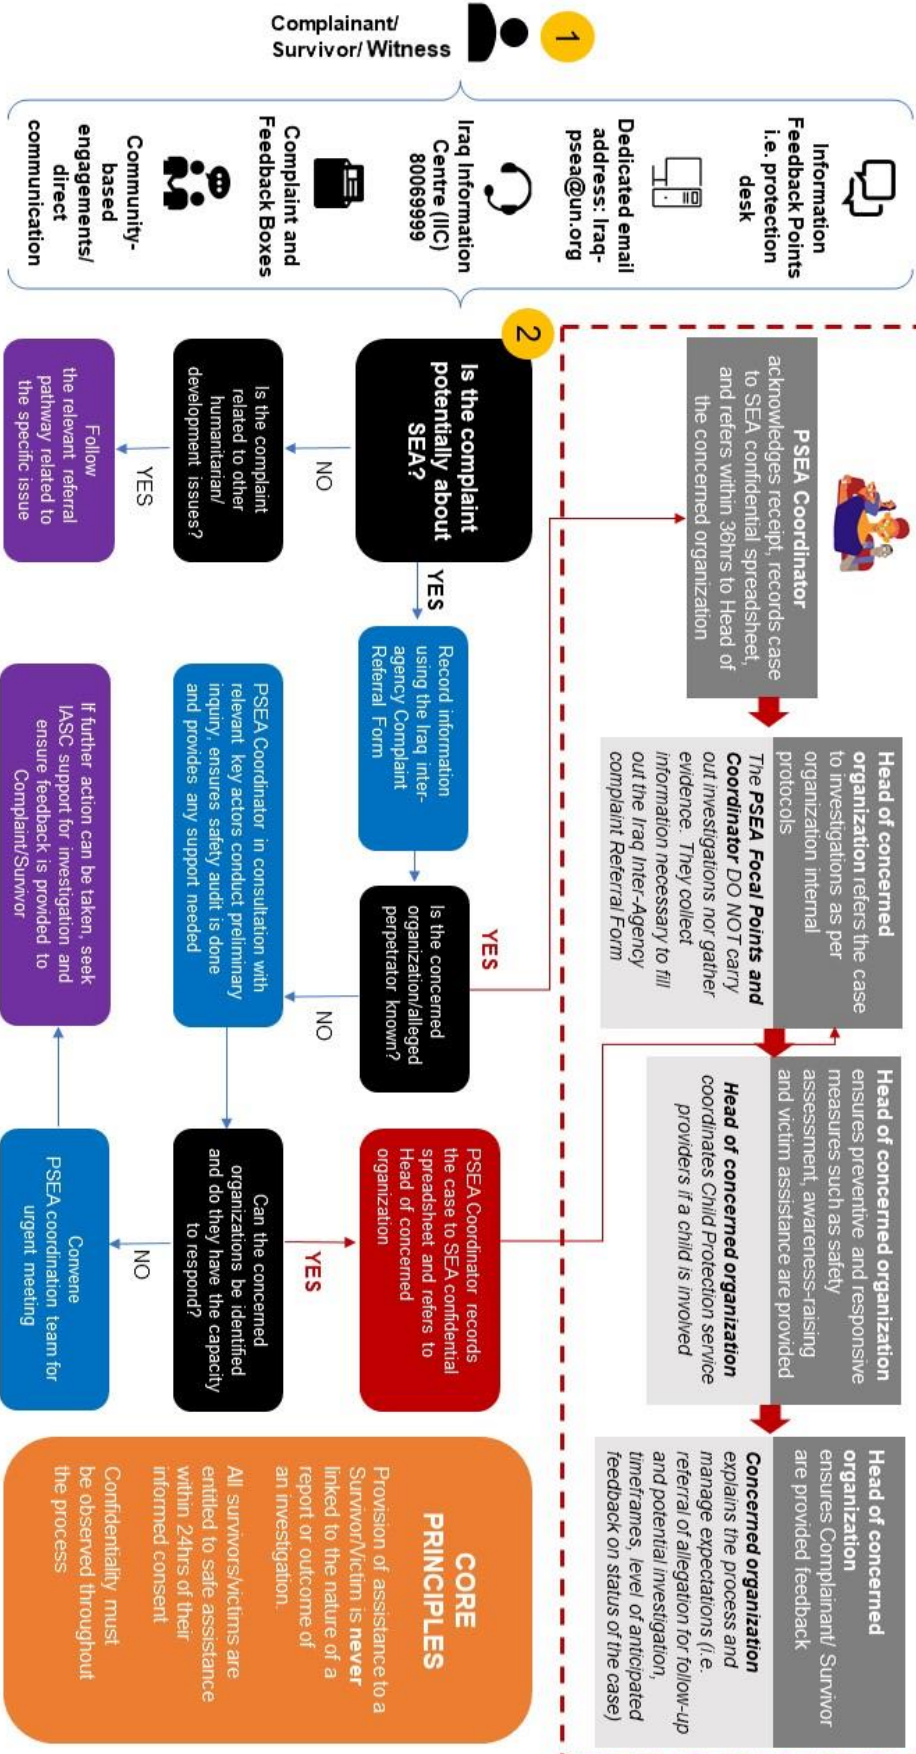 1
Complainant/
Survivor/ Witness
Information
Feedback Points
i.e. protection
desk
Dedicated email
address: Iraq-
psea@un.org
Iraq Information
Centre (IIC)
80069999
Complaint and
Feedback Boxes
Community-
based
engagements/
direct
communication
PSEA Coordinator
acknowledges receipt, records case
to SEA confidential spreadsheet,
and refers within 36hrs to Head of
the concerned organization
Head of concerned
organization refers the case
to investigations as per
organization internal
protocols
The PSEA Focal Points and
Coordinator DO NOT carry
out investigations nor gather
evidence. They collect
information necessary to fill
out the Iraq Inter-Agency
complaint Referral Form
Head of concerned organization
ensures preventive and responsive
measures such as safety
assessment, awareness-raising
and victim assistance are provided
Head of concerned organization
coordinates Child Protection service
providers if a child is involved
Head of concerned
organization
ensures Complainant/ Survivor
are provided feedback
Concerned organization
explains the process and
manage expectations (i.e.
referral of allegation for follow-up
and potential investigation,
timeframes, level of anticipated
feedback on status of the case)
2
Is the complaint
potentially about
SEA?
YES
Record information
using the Iraq inter-
agency Complaint
Referral Form
Is the concerned
organization/alleged
perpetrator known?
YES
NO
PSEA Coordinator records
the case to SEA confidential
spreadsheet and refers to
Head of concerned
organization
NO
Is the complaint
related to other
humanitarian/
development issues?
PSEA Coordinator in consultation with
relevant key actors conduct preliminary
inquiry, ensures safety audit is done
and provides any support needed
Can the concerned
organizations be identified
and do they have the capacity
to respond?
YES
YES
NO
Follow
the relevant referral
pathway related to
the specific issue
If further action can be taken, seek
IASC support for investigation and
ensure feedback is provided to
Complaint/Survivor
Convene
PSEA coordination team for
urgent meeting
CORE
PRINCIPLES
Provision of assistance to a
Survivor/Victim is never
linked to the nature of a
report or outcome of
an investigation.
All survivors/victims are
entitled to safe assistance
within 24hrs of their
informed consent
Confidentiality must
be observed throughout
the process